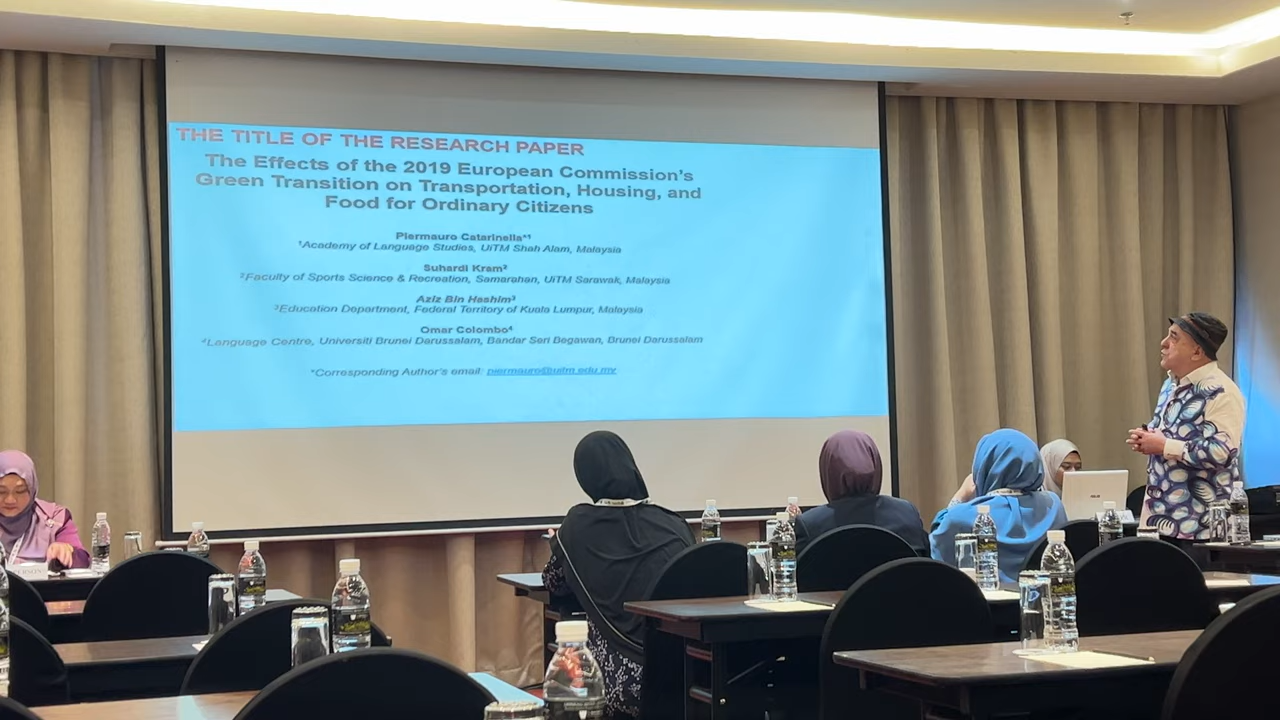 THE TITLE OF THE RESEARCH PAPER
The Effects of the 2019 European Commission's
Green Transition on Transportation, Housing, and
Food for Ordinary Citizens
Piermauro Catarinella*¹
¹Academy of Language Studies, UiTM Shah Alam, Malaysia
Suhardi Kram²
²Faculty of Sports Science & Recreation, Samarahan, UiTM Sarawak, Malaysia
Aziz Bin Hashim³
³Education Department, Federal Territory of Kuala Lumpur, Malaysia
Omar Colombo⁴
⁴Language Centre, Universiti Brunei Darussalam, Bandar Seri Begawan, Brunei Darussalam
*Corresponding Author's email: piermauro@uitm.edu.my